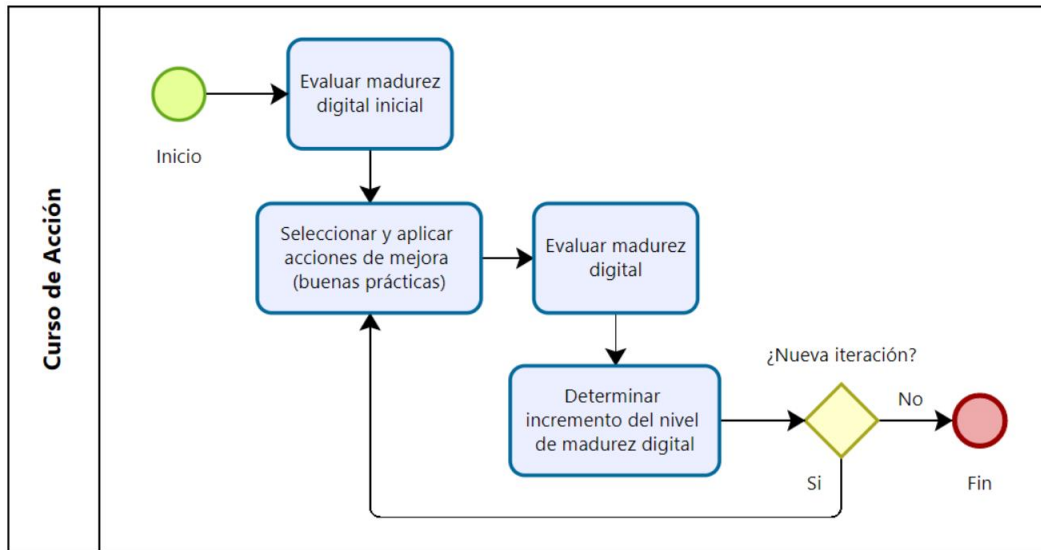 Curso de Acción
Inicio
Evaluar madurez
digital inicial
Seleccionar y aplicar
acciones de mejora
(buenas prácticas)
Evaluar madurez
digital
Determinar
incremento del nivel
de madurez digital
¿Nueva iteración?
No
Si
Fin